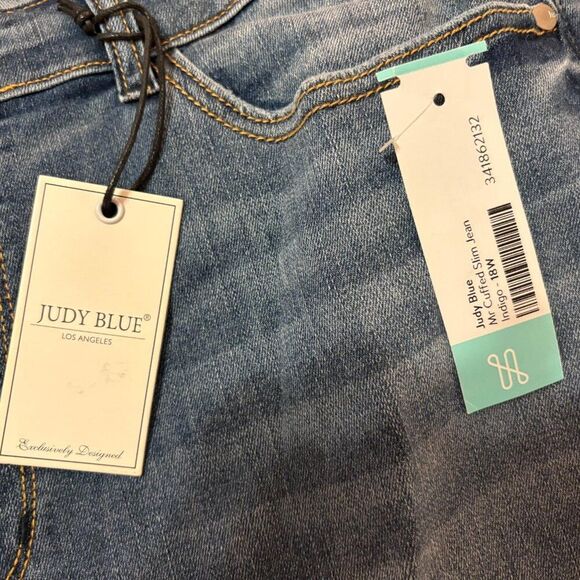 JUDY BLUE®
LOS ANGELES
Exclusively Designed
Judy Blue
Mr Cuffed Slim Jean
Indigo - 18W
341862132